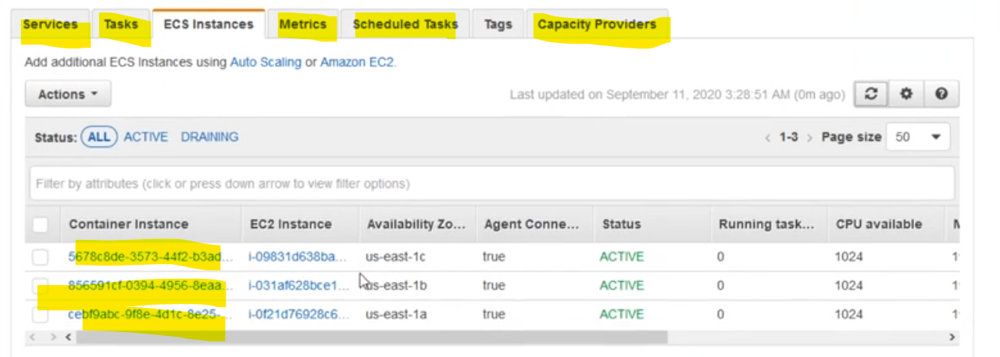 Services Tasks ECS Instances Metrics Scheduled Tasks Tags Capacity Providers
Add additional ECS Instances using Auto Scaling or Amazon EC2.
Actions Last updated on September 11, 2020 3:28:51 AM (0m ago)
Status: ALL ACTIVE DRAINING < 1-3 > Page size 50
Filter by attributes (click or press down arrow to view filter options)
Container Instance EC2 Instance Availability Zo... Agent Conne... Status Running task... CPU available
5678c8de-3573-44f2-b3ad... i-09831d638ba... us-east-1c true ACTIVE 0 1024
856591cf-0394-4956-8eaa... i-031af628bce1... us-east-1b true ACTIVE 0 1024
cebf9abc-9f8e-4d1c-8e25-... i-0f21d76928c6... us-east-1a true ACTIVE 0 1024